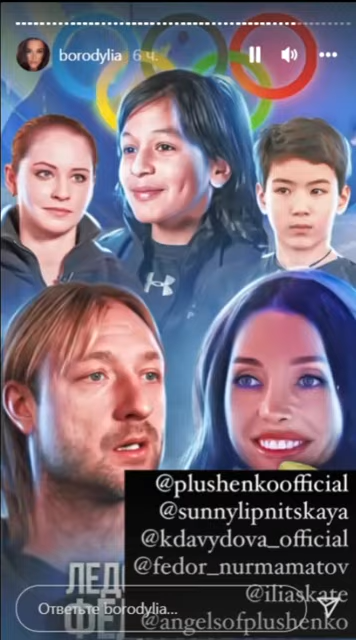 borodylia 6 ч.
@plushenkoofficial
@sunnylipnitskaya
@kdavydova_official
@fedor_nurmamatov
@iliaskate
@angelsofplushenko
Ответьте borodylia...